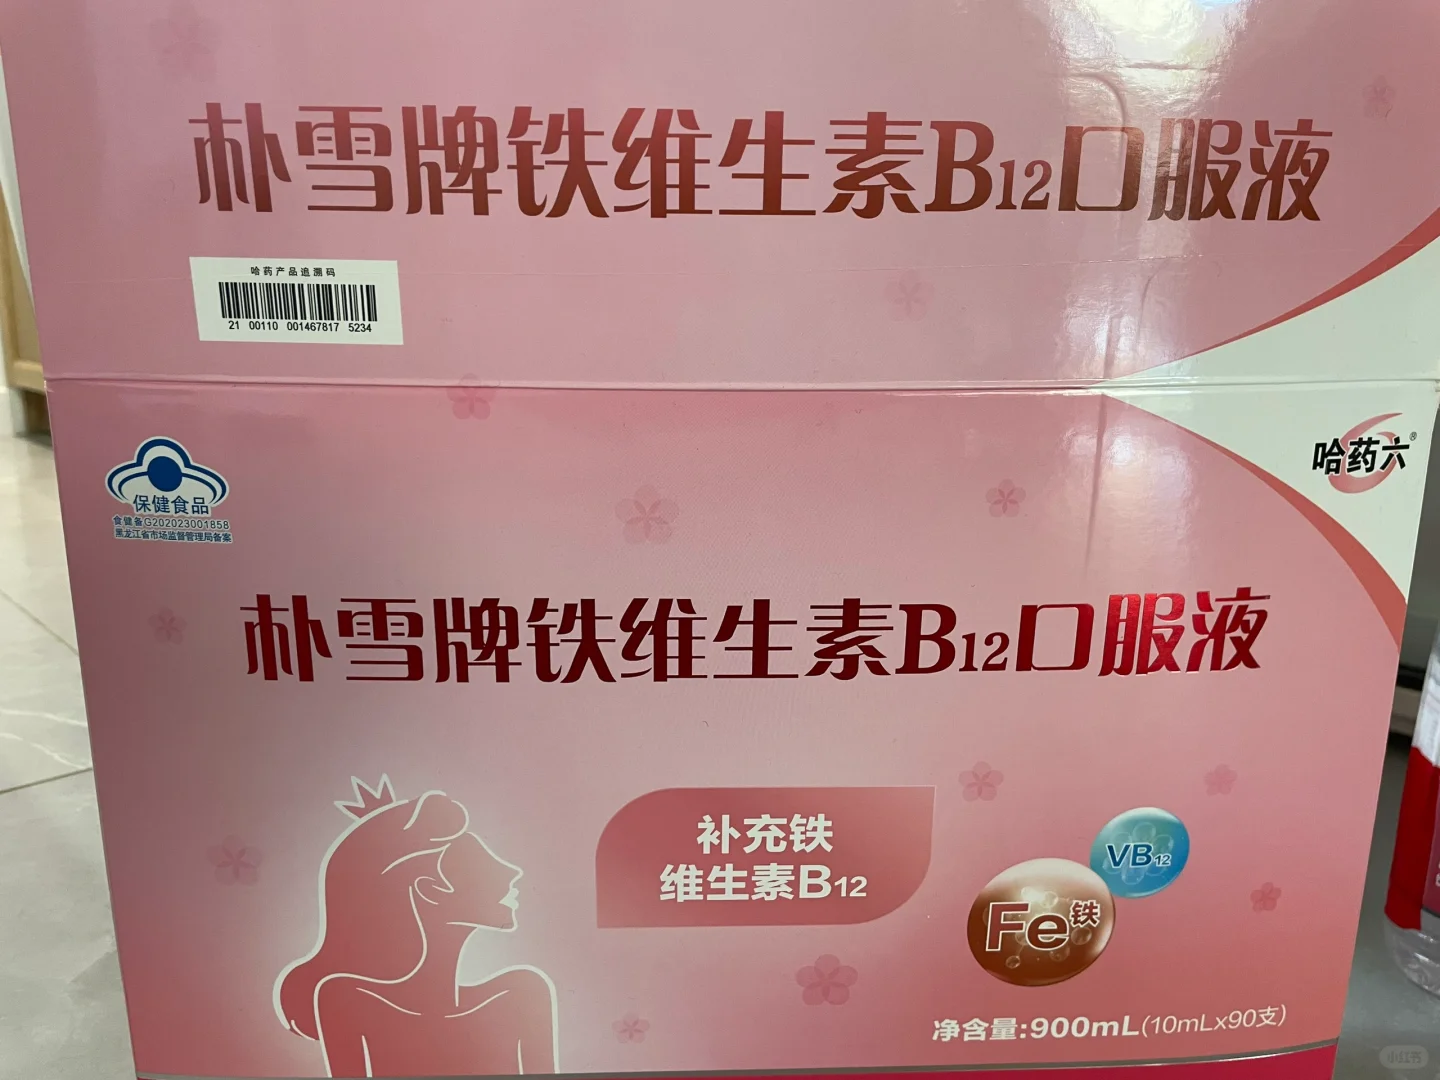 朴雪牌铁维生素B12口服液
哈药产品追溯码
21 00110 001467817 5234
哈药六®
保健食品
食健备G202023001858
黑龙江省市场监督管理局备案
朴雪牌铁维生素B12口服液
补充铁
维生素B12
VB12
Fe铁
净含量:900mL(10mLx90支)
小红书